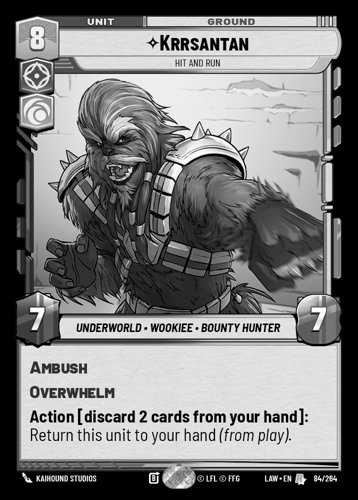 UNIT GROUND
8
✧KRRSANTAN
HIT AND RUN
7
7
UNDERWORLD • WOOKIEE • BOUNTY HUNTER
AMBUSH
OVERWHELM
Action [discard 2 cards from your hand]:
Return this unit to your hand (from play).
KAIHOUND STUDIOS © LFL © FFG LAW • EN R 84/264